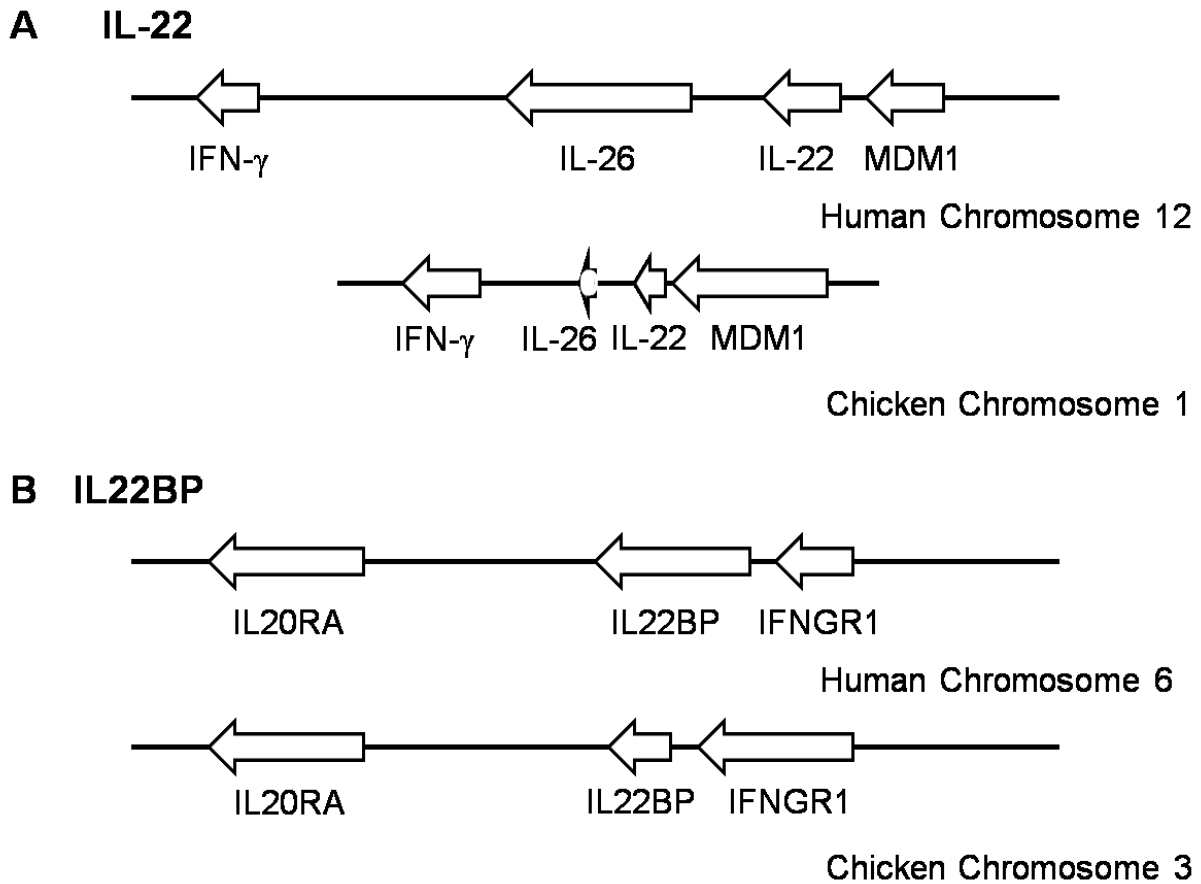 A IL-22
IFN-γ IL-26 IL-22 MDM1
Human Chromosome 12
IFN-γ IL-26 IL-22 MDM1
Chicken Chromosome 1
B IL22BP
IL20RA IL22BP IFNGR1
Human Chromosome 6
IL20RA IL22BP IFNGR1
Chicken Chromosome 3